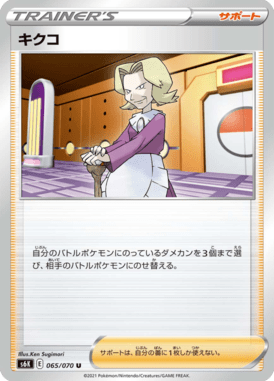 TRAINER'S
サポート
キクコ
自分のバトルポケモンにのっているダメカンを3個まで選び、相手のバトルポケモンにのせ替える。
Illus. Ken Sugimori
S6K E 065/070 U
サポートは、自分の番に1枚しか使えない。
©2021 Pokémon/Nintendo/Creatures/GAME FREAK.